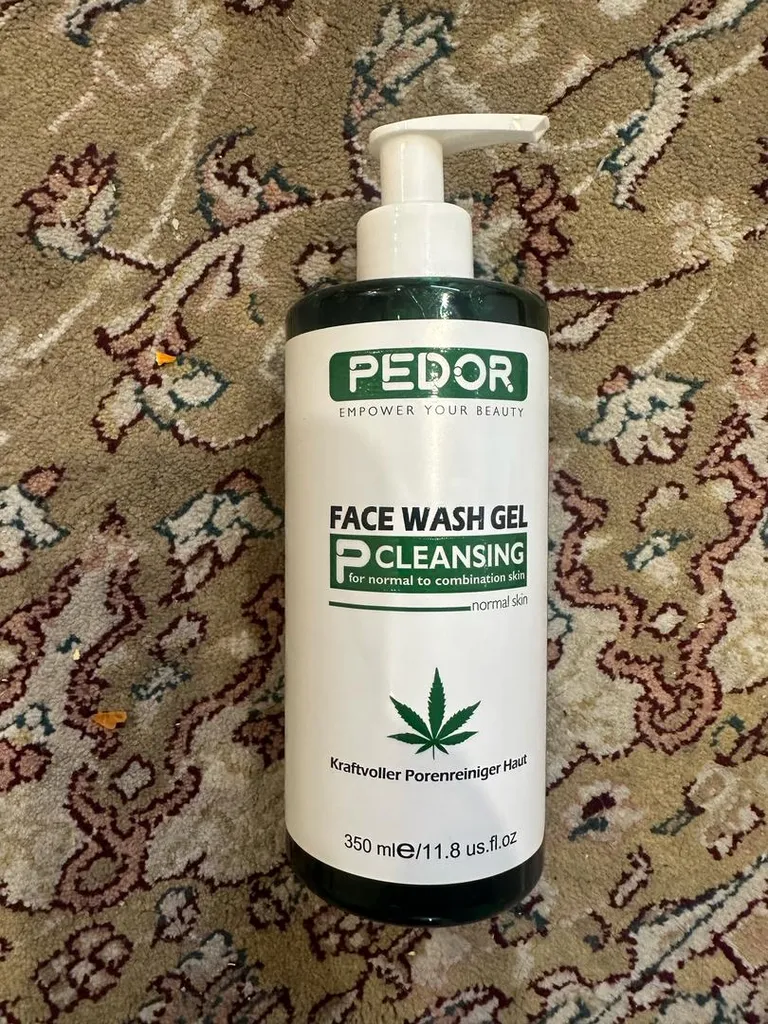 PEDOR
EMPOWER YOUR BEAUTY
FACE WASH GEL
P CLEANSING
for normal to combination skin
normal skin
Kraftvoller Porenreiniger Haut
350 ml℮/11.8 us.fl.oz